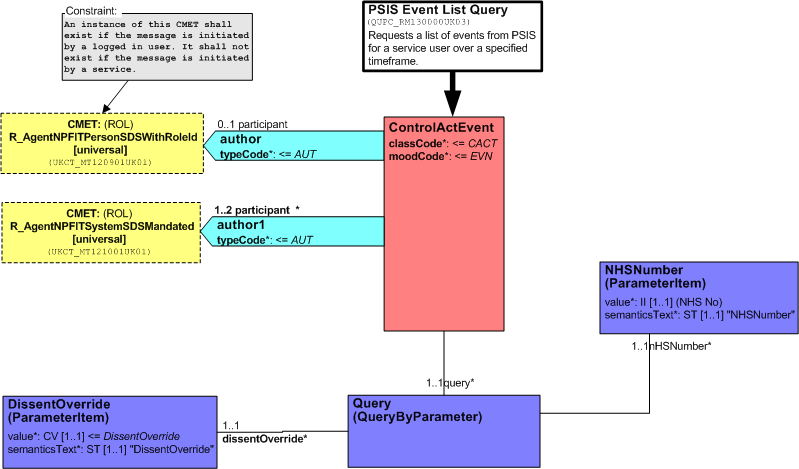 Constraint:
An instance of this CMET shall
exist if the message is initiated
by a logged in user. It shall not
exist if the message is initiated
by a service.
PSIS Event List Query
(QUPC_RM130000UK03)
Requests a list of events from PSIS
for a service user over a specified
timeframe.
CMET: (ROL)
R_AgentNPFITPersonSDSWithRoleId
[universal]
(UKCT_MT120901UK01)
0..1 participant
author
typeCode*: <= AUT
ControlActEvent
classCode*: <= CACT
moodCode*: <= EVN
CMET: (ROL)
R_AgentNPFITSystemSDSMandated
[universal]
(UKCT_MT121001UK01)
1..2 participant *
author1
typeCode*: <= AUT
NHSNumber
(ParameterItem)
value*: II [1..1] (NHS No)
semanticsText*: ST [1..1] "NHSNumber"
1..1nHSNumber*
1..1query*
DissentOverride
(ParameterItem)
value*: CV [1..1] <= DissentOverride
semanticsText*: ST [1..1] "DissentOverride"
1..1
dissentOverride*
Query
(QueryByParameter)